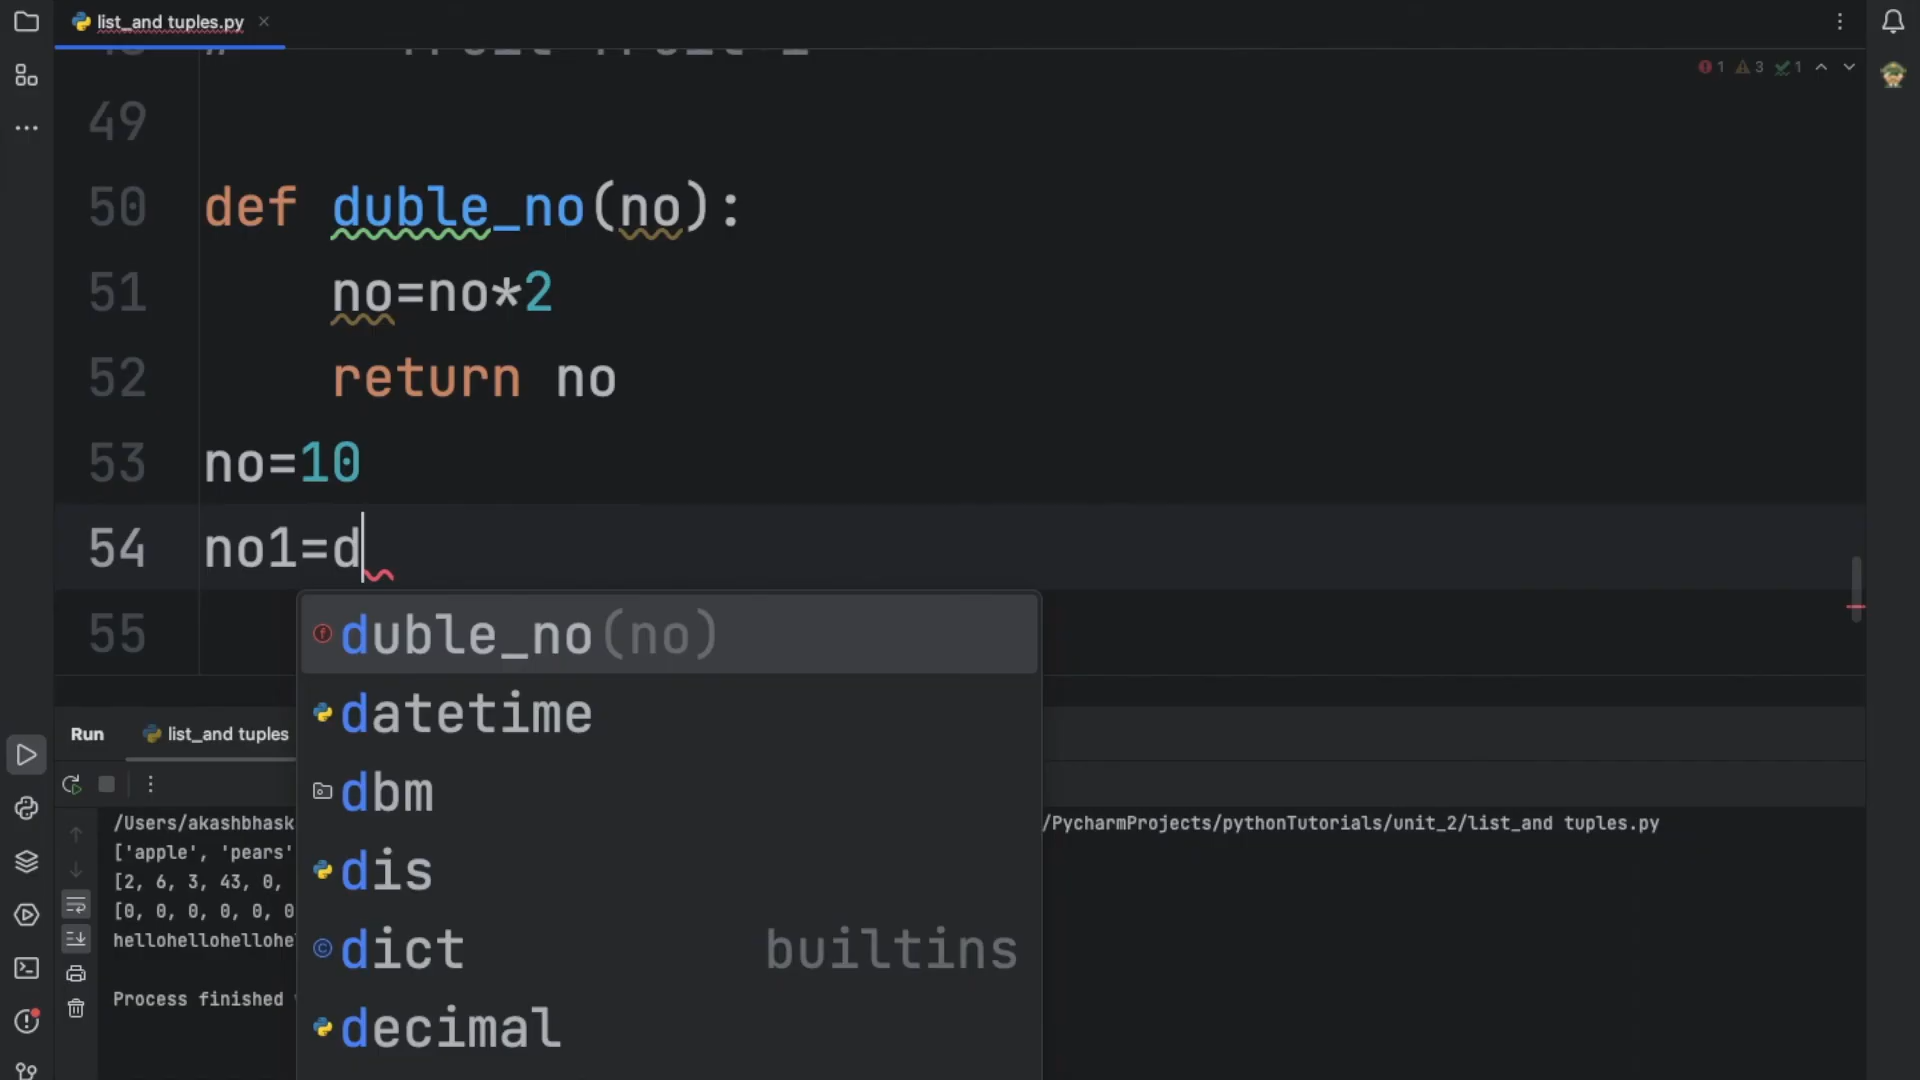 list_and tuples.py
1 3 1
49
50 def duble_no(no):
51 no=no*2
52 return no
53 no=10
54 no1=d
55
duble_no(no)
datetime
dbm
dis
dict builtins
decimal
Run list_and tuples
/Users/akashbhask /PycharmProjects/pythonTutorials/unit_2/list_and tuples.py
['apple', 'pears'
[2, 6, 3, 43, 0,
[0, 0, 0, 0, 0, 0
hellohellohellohel
Process finished